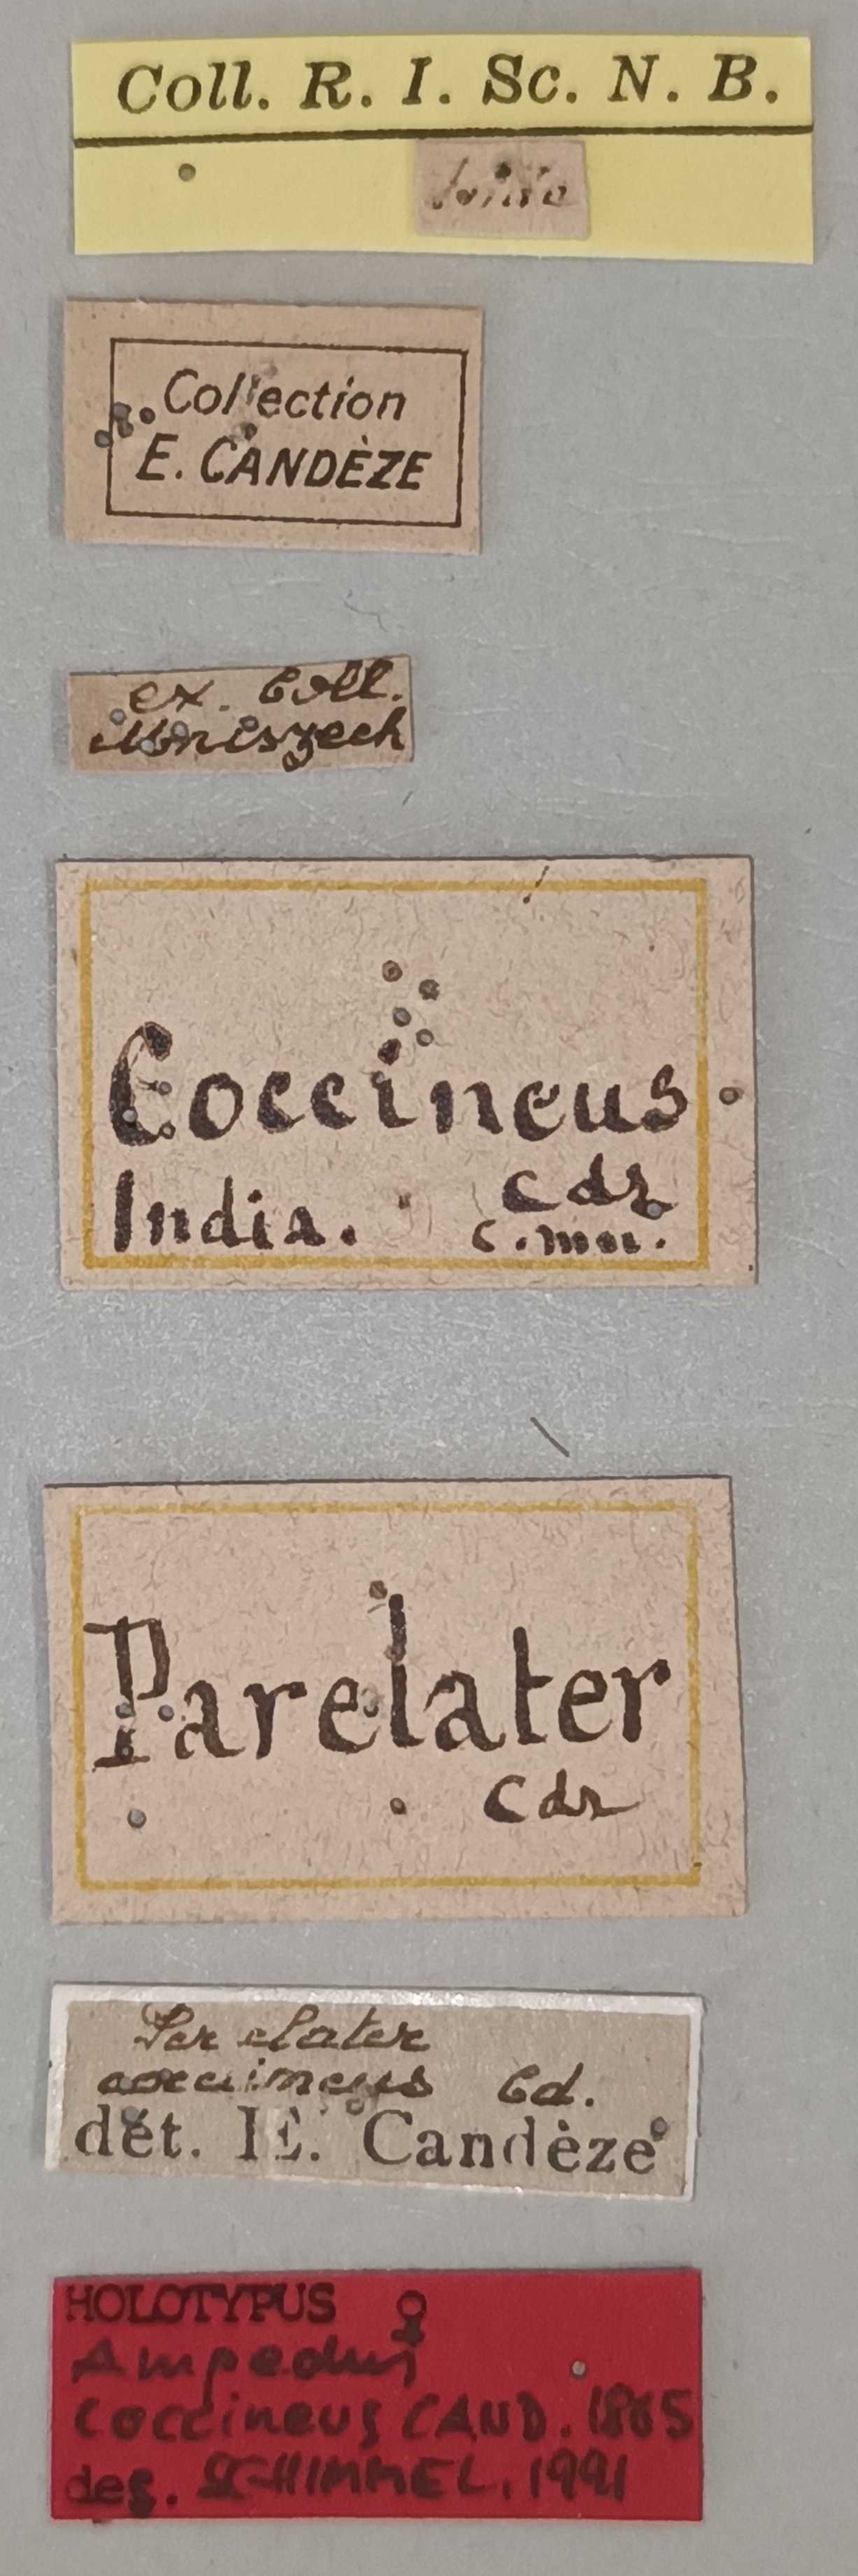 Coll. R. I. Sc. N. B.
Collection
E. CANDÈZE
ex. Coll.
Mniszech
Coccineus
India. Cdz
c. mn.
Parelater
Cdz
Parelater
coccineus Cd.
dét. E. Candèze
HOLOTYPUS ♀
Ampedus
coccineus CAND. 1865
des. SCHIMMEL, 1991